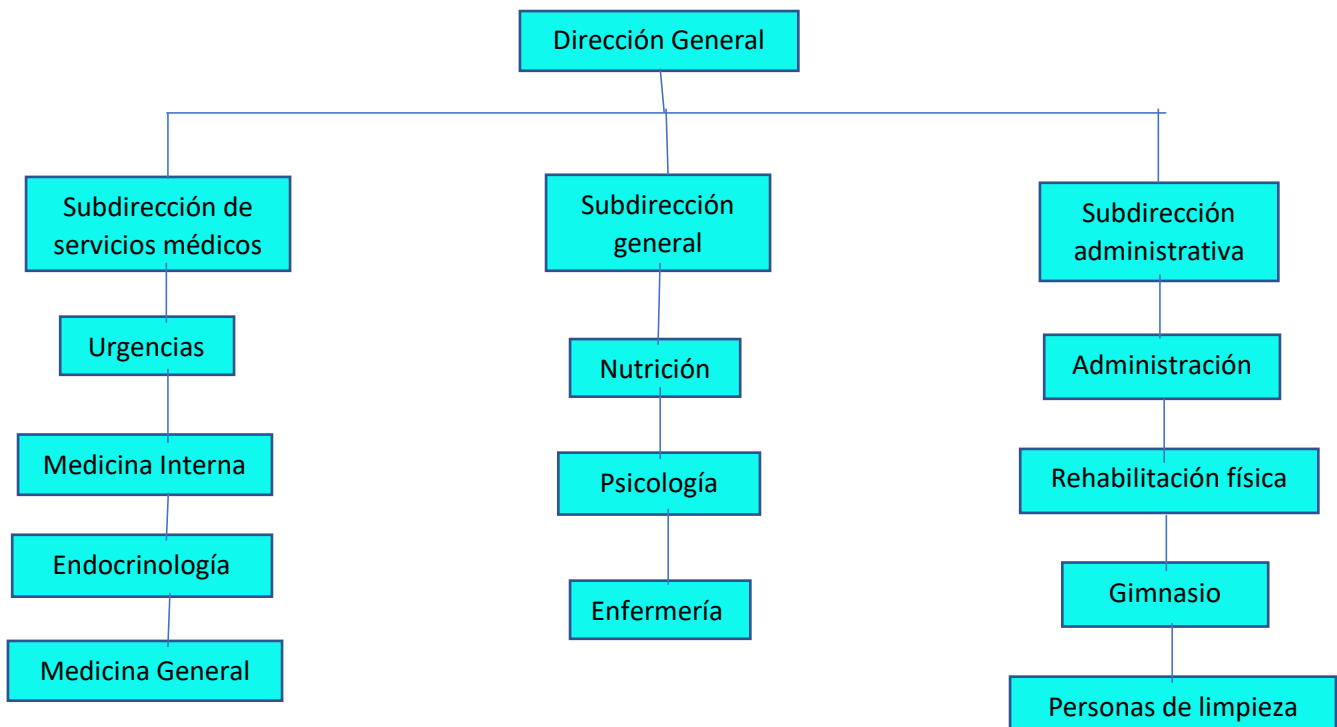 Dirección General
Subdirección de
servicios médicos
Urgencias
Medicina Interna
Endocrinología
Medicina General
Subdirección
general
Nutrición
Psicología
Enfermería
Subdirección
administrativa
Administración
Rehabilitación física
Gimnasio
Personas de limpieza